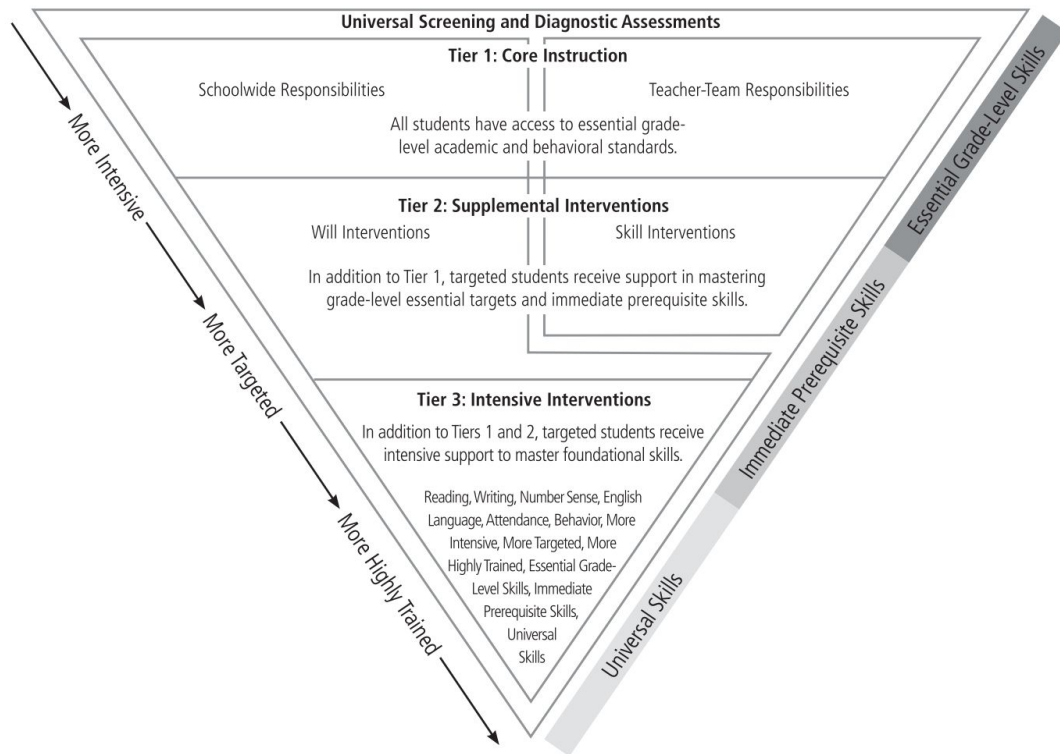 Universal Screening and Diagnostic Assessments
Tier 1: Core Instruction
Schoolwide Responsibilities
Teacher-Team Responsibilities
All students have access to essential grade-
level academic and behavioral standards.
Tier 2: Supplemental Interventions
Will Interventions
Skill Interventions
In addition to Tier 1, targeted students receive support in mastering
grade-level essential targets and immediate prerequisite skills.
Tier 3: Intensive Interventions
In addition to Tiers 1 and 2, targeted students receive
intensive support to master foundational skills.
Reading, Writing, Number Sense, English
Language, Attendance, Behavior, More
Intensive, More Targeted, More
Highly Trained, Essential Grade-
Level Skills, Immediate
Prerequisite Skills,
Universal
Skills
More Intensive
More Targeted
More Highly Trained
Essential Grade-Level Skills
Immediate Prerequisite Skills
Universal Skills